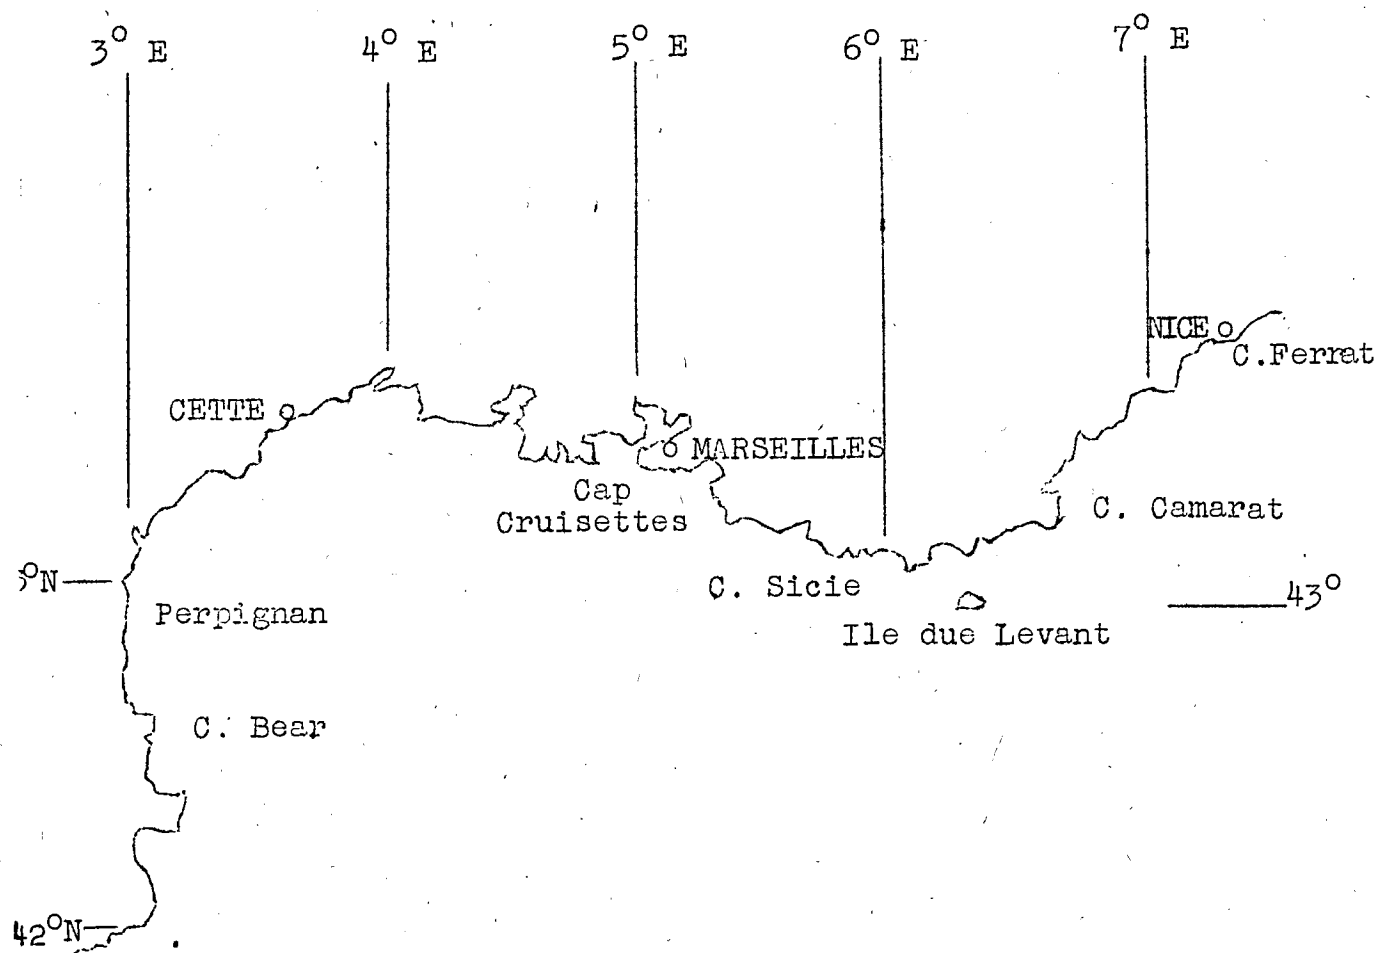 3° E 4° E 5° E 6° E 7° E
NICE
C.Ferrat
CETTE
MARSEILLES
Cap
Cruisettes
C. Camarat
°N
C. Sicie
43°
Perpignan
Ile due Levant
C. Bear
42°N